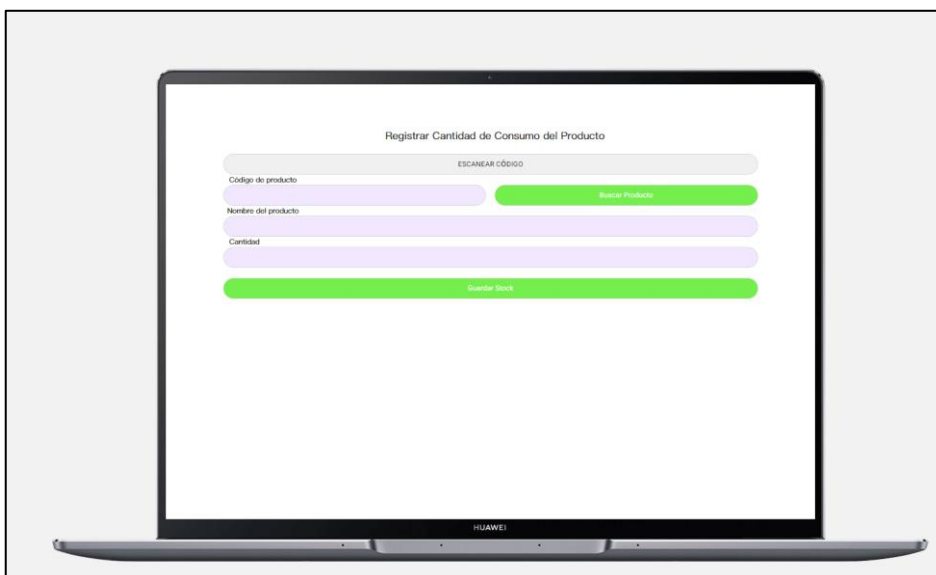 Registrar Cantidad de Consumo del Producto
ESCANEAR CÓDIGO
Código de producto
Buscar Producto
Nombre del producto
Cantidad
Guardar Stock
HUAWEI